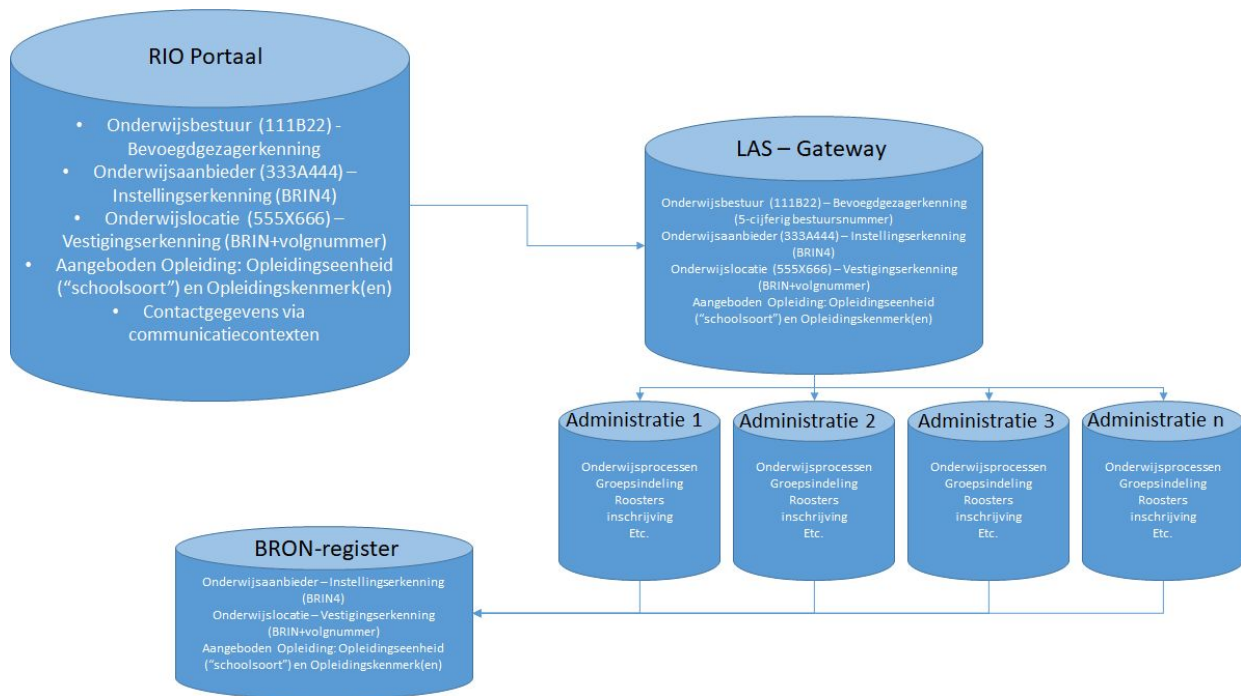 RIO Portaal
• Onderwijsbestuur (111B22) -
Bevoegdgezagerkenning
• Onderwijsaanbieder (333A444) –
Instellingserkenning (BRIN4)
• Onderwijslocatie (555X666) –
Vestigingserkenning (BRIN+volgnummer)
• Aangeboden Opleiding: Opleidingseenheid
(“schoolsoort”) en Opleidingskenmerk(en)
• Contactgegevens via
communicatiecontexten
LAS – Gateway
Onderwijsbestuur (111B22) – Bevoegdgezagerkenning
(5-cijferig bestuursnummer)
Onderwijsaanbieder (333A444) – Instellingserkenning
(BRIN4)
Onderwijslocatie (555X666) – Vestigingserkenning
(BRIN+volgnummer)
Aangeboden Opleiding: Opleidingseenheid
(“schoolsoort”) en Opleidingskenmerk(en)
Administratie 1
Onderwijsprocessen
Groepsindeling
Roosters
inschrijving
Etc.
Administratie 2
Onderwijsprocessen
Groepsindeling
Roosters
inschrijving
Etc.
Administratie 3
Onderwijsprocessen
Groepsindeling
Roosters
inschrijving
Etc.
Administratie n
Onderwijsprocessen
Groepsindeling
Roosters
inschrijving
Etc.
BRON-register
Onderwijsaanbieder – Instellingserkenning
(BRIN4)
Onderwijslocatie – Vestigingserkenning
(BRIN+volgnummer)
Aangeboden Opleiding: Opleidingseenheid
(“schoolsoort”) en Opleidingskenmerk(en)